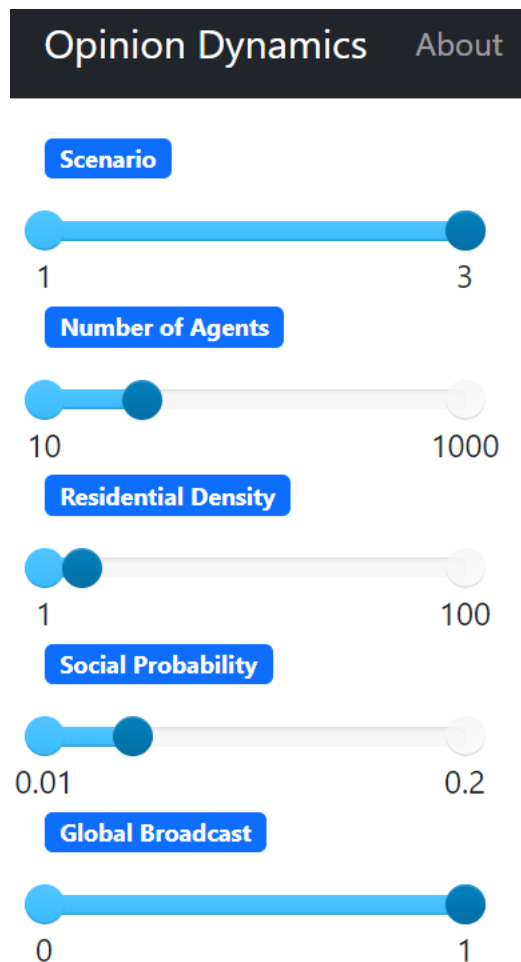 Opinion Dynamics About
Scenario
1 3
Number of Agents
10 1000
Residential Density
1 100
Social Probability
0.01 0.2
Global Broadcast
0 1